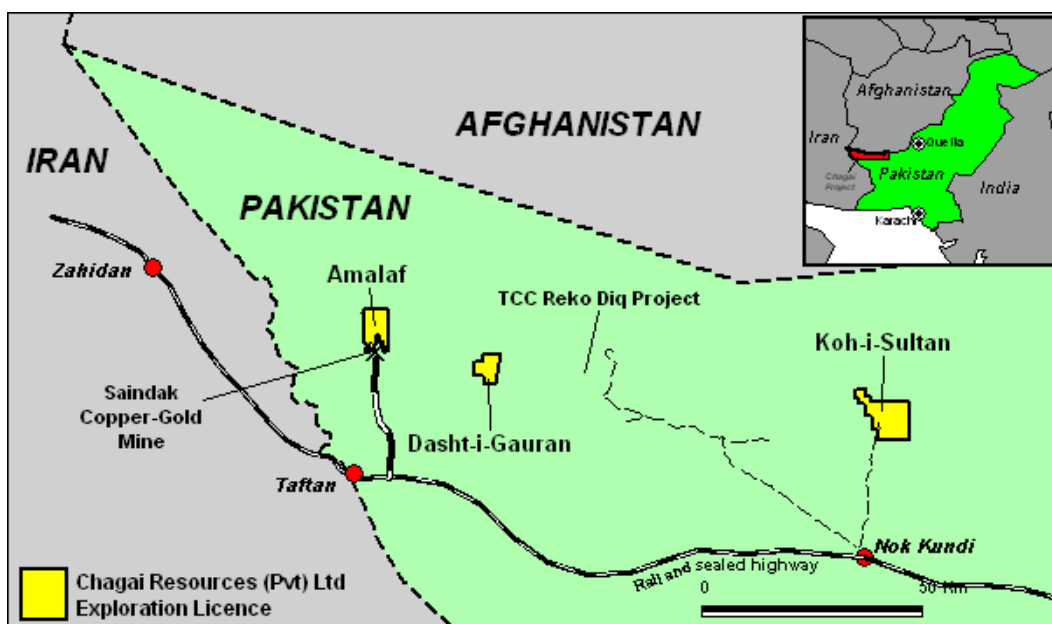 AFGHANISTAN
IRAN
PAKISTAN
Zahidan
Amalaf
TCC Reko Diq Project
Koh-i-Sultan
Saindak
Copper-Gold
Mine
Dasht-i-Gauran
Taftan
Nok Kundi
Rail and sealed highway
0 50 Km
Chagai Resources (Pvt) Ltd
Exploration Licence
Afghanistan
Iran
Quetta
Chagai
Project
Pakistan
India
Karachi